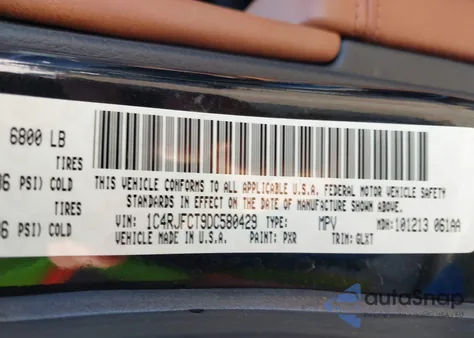 6800 LB
TIRES
PSI) COLD
THIS VEHICLE CONFORMS TO ALL APPLICABLE U.S.A. FEDERAL MOTOR VEHICLE SAFETY
TIRES
STANDARDS IN EFFECT ON THE DATE OF MANUFACTURE SHOWN ABOVE.
PSI) COLD
VIN: 1C4RJFCT9DC580429 TYPE: MPV MDH: 101213 061AA
VEHICLE MADE IN U.S.A. PAINT: PXR TRIM: GLXT
autoSnap